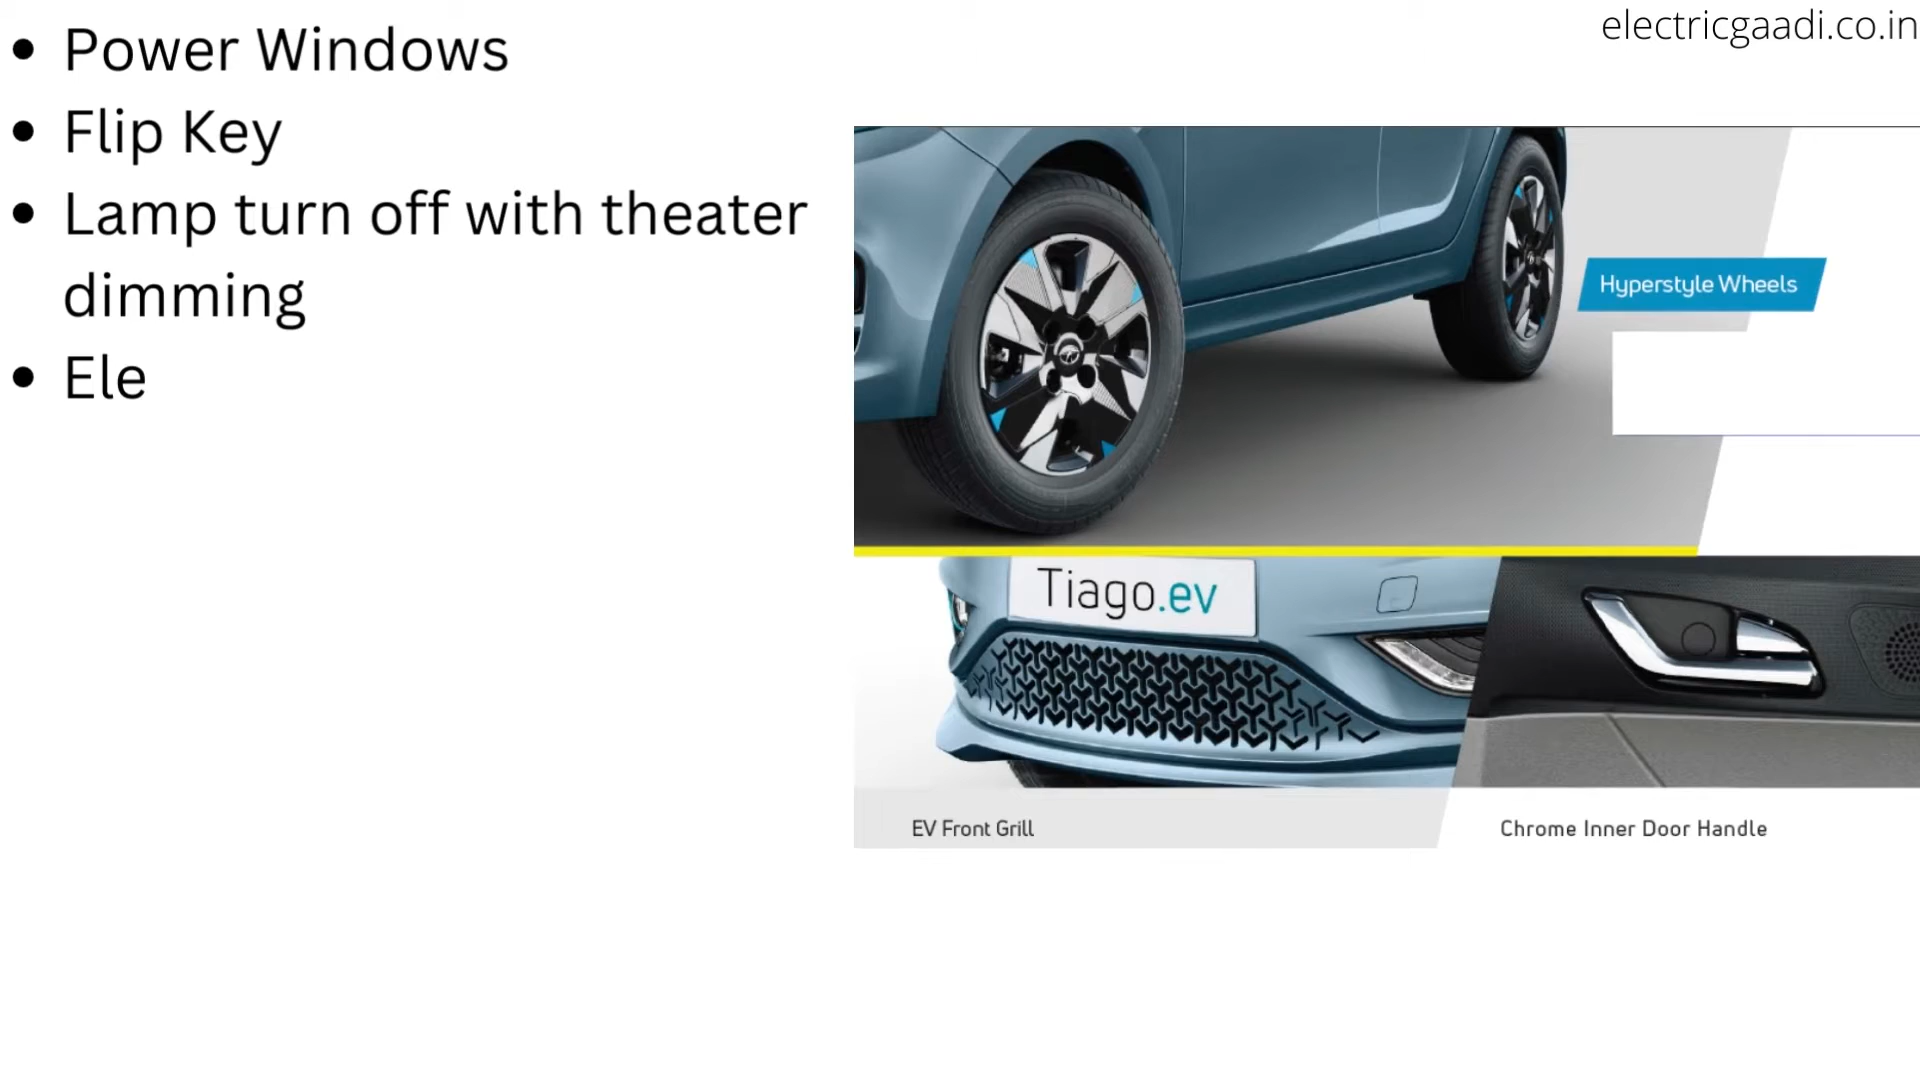 electricgaadi.co.in
• Power Windows
• Flip Key
• Lamp turn off with theater
dimming
• Ele
Hyperstyle Wheels
Tiago.ev
EV Front Grill
Chrome Inner Door Handle